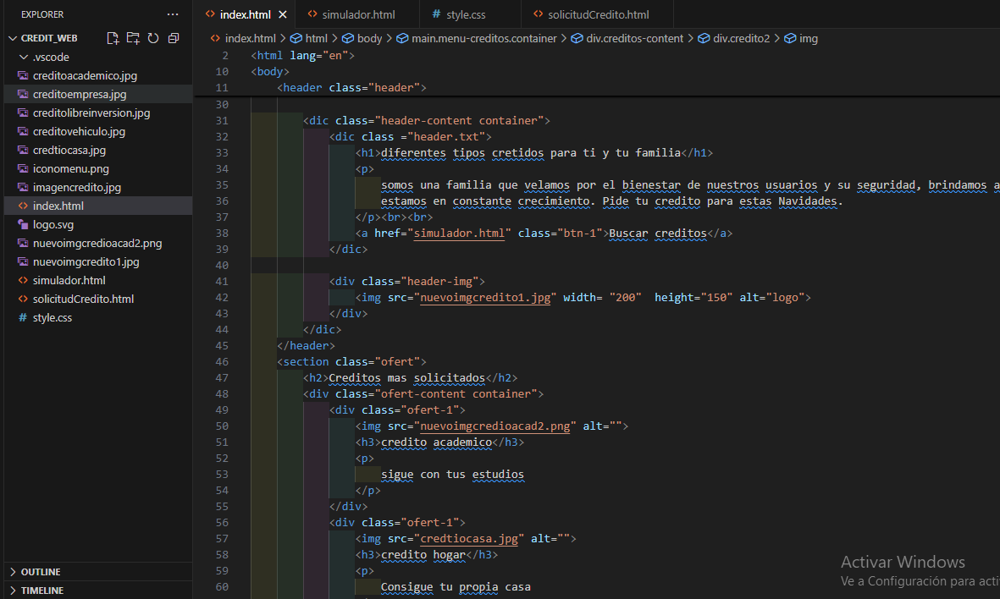 EXPLORER
CREDIT_WEB
.vscode
creditoacademico.jpg
creditoempresa.jpg
creditolibreinversion.jpg
creditovehiculo.jpg
credtiocasa.jpg
iconomenu.png
imagencredito.jpg
index.html
logo.svg
nuevoimgcredioacad2.png
nuevoimgcredito1.jpg
simulador.html
solicitudCredito.html
style.css
OUTLINE
TIMELINE
index.html simulador.html style.css solicitudCredito.html
index.html > html > body > main.menu-creditos.container > div.creditos-content > div.credito2 > img
2 <html lang="en">
10 <body>
11 <header class="header">
30
31 <dic class="header-content container">
32 <dic class ="header.txt">
33 <h1>diferentes tipos cretidos para ti y tu familia</h1>
34 <p>
35 somos una familia que velamos por el bienestar de nuestros usuarios y su seguridad, brindamos a
36 estamos en constante crecimiento. Pide tu credito para estas Navidades.
37 </p><br><br>
38 <a href="simulador.html" class="btn-1">Buscar creditos</a>
39 </dic>
40
41 <div class="header-img">
42 <img src="nuevoimgcredito1.jpg" width= "200"  height="150" alt="logo">
43 </div>
44 </dic>
45 </header>
46 <section class="ofert">
47 <h2>Creditos mas solicitados</h2>
48 <div class="ofert-content container">
49 <div class="ofert-1">
50 <img src="nuevoimgcredioacad2.png" alt="">
51 <h3>credito academico</h3>
52 <p>
53 sigue con tus estudios
54 </p>
55 </div>
56 <div class="ofert-1">
57 <img src="credtiocasa.jpg" alt="">
58 <h3>credito hogar</h3>
59 <p>
60 Consigue tu propia casa
Activar Windows
Ve a Configuración para acti